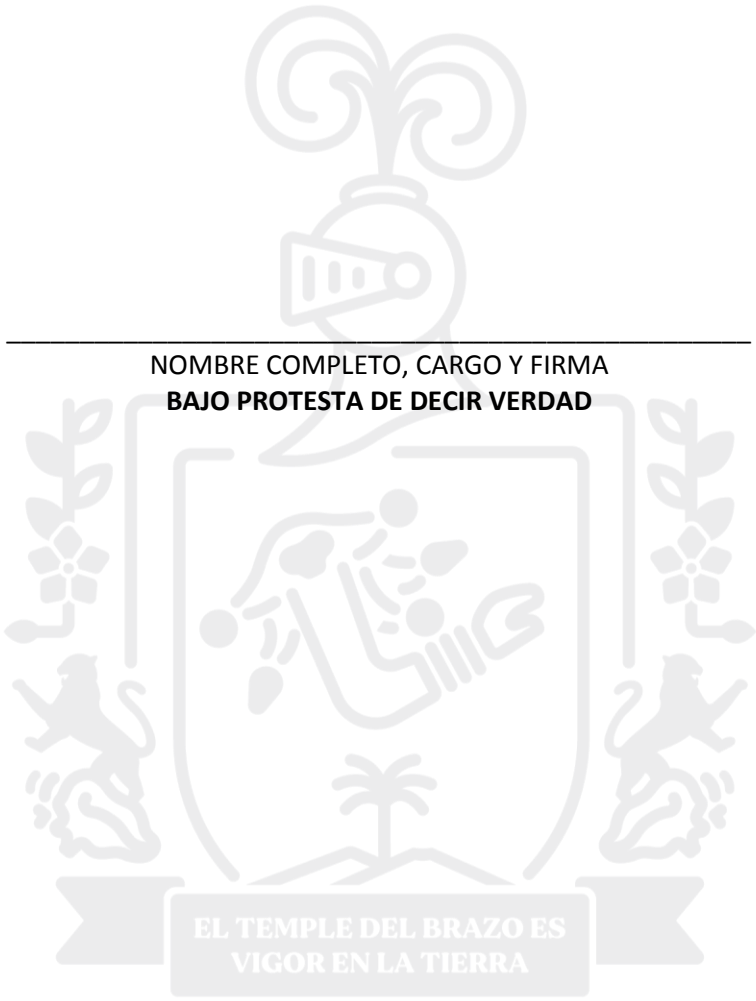 NOMBRE COMPLETO, CARGO Y FIRMA
BAJO PROTESTA DE DECIR VERDAD
EL TEMPLE DEL BRAZO ES
VIGOR EN LA TIERRA